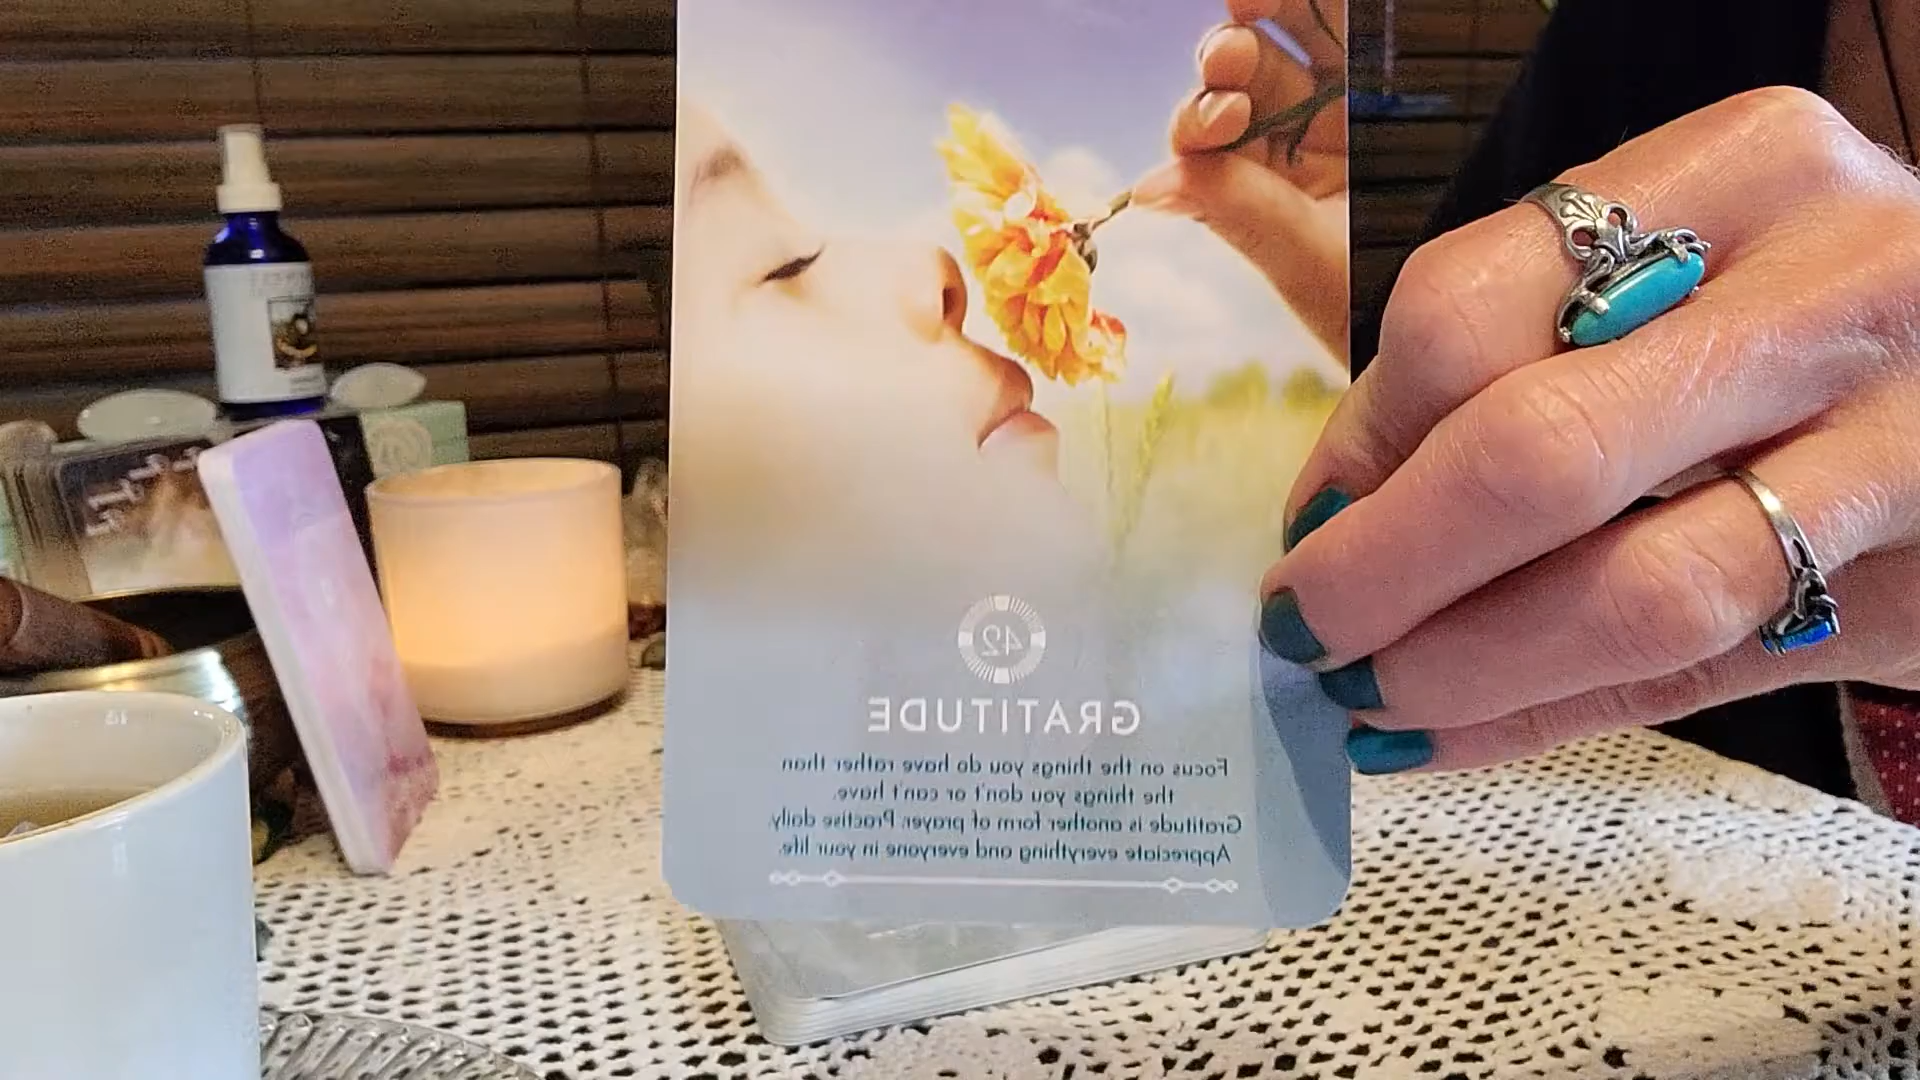 42
GRATITUDE
Focus on the things you do have rather than
the things you don't or can't have.
Gratitude is another form of prayer. Practise daily.
Appreciate everything and everyone in your life.